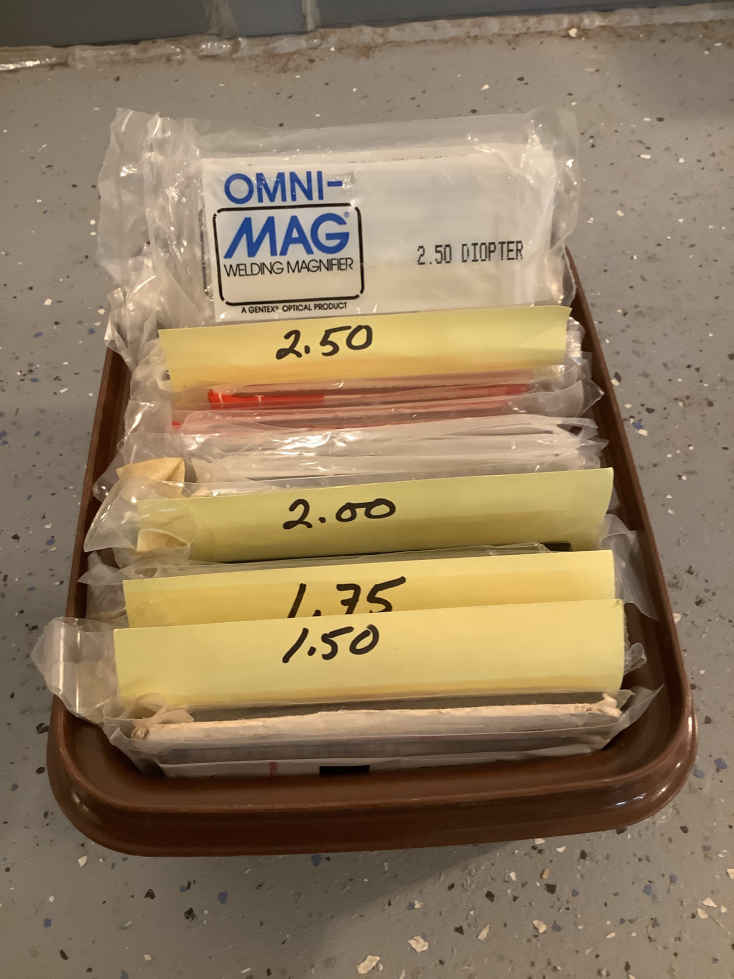 OMNI-
MAG®
WELDING MAGNIFIER
A GENTEX® OPTICAL PRODUCT
2.50 DIOPTER
2.50
2.00
1.75
1.50